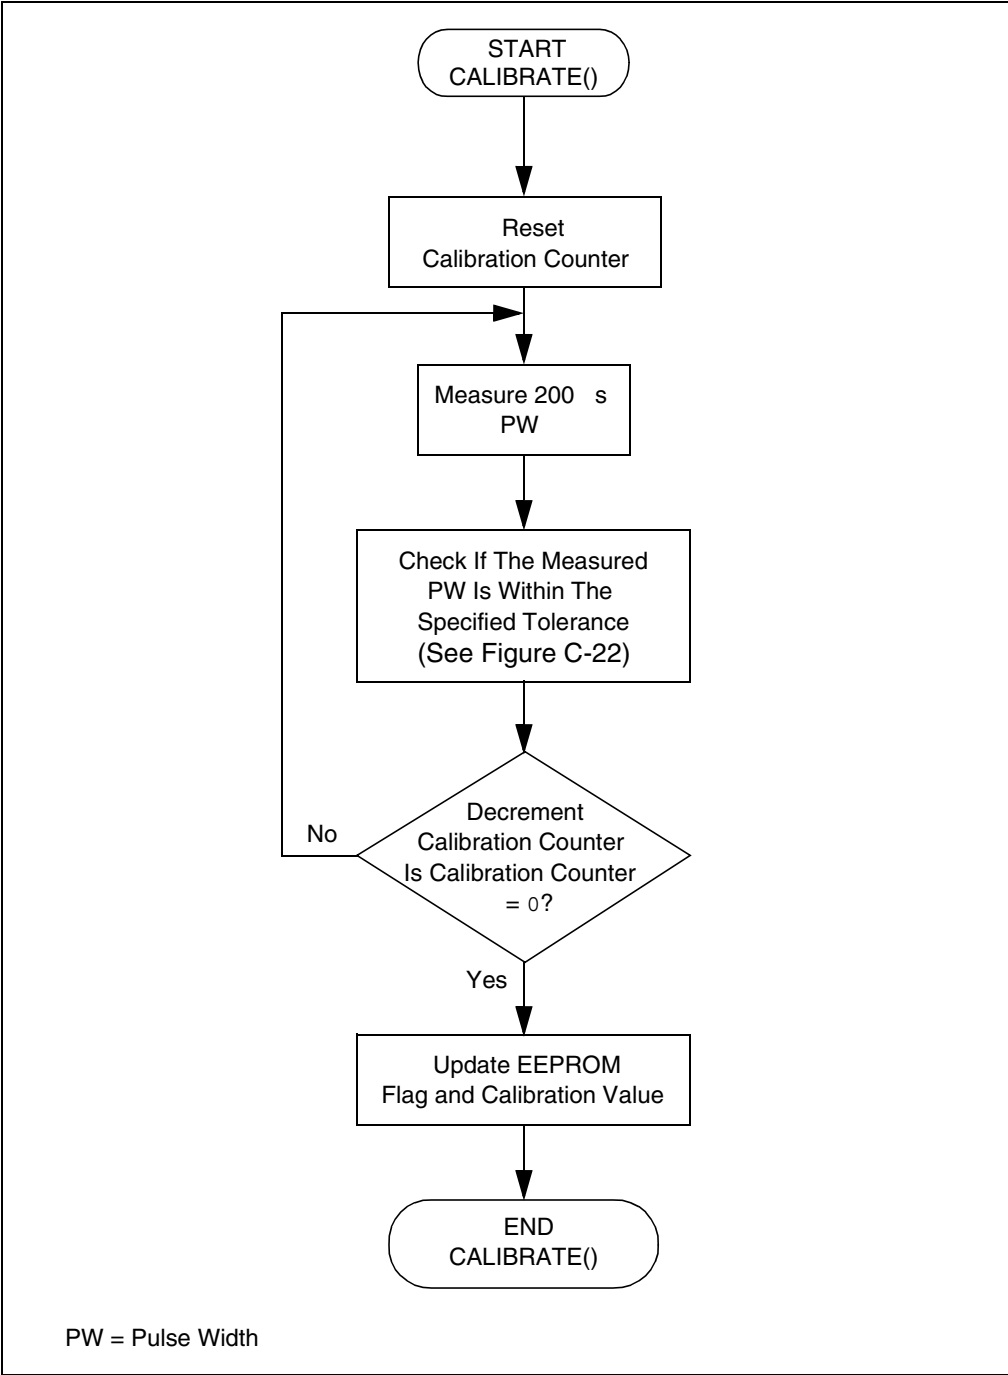 START
CALIBRATE()
Reset
Calibration Counter
Measure 200 s
PW
Check If The Measured
PW Is Within The
Specified Tolerance
(See Figure C-22)
Decrement
Calibration Counter
Is Calibration Counter
= 0?
No
Yes
Update EEPROM
Flag and Calibration Value
END
CALIBRATE()
PW = Pulse Width